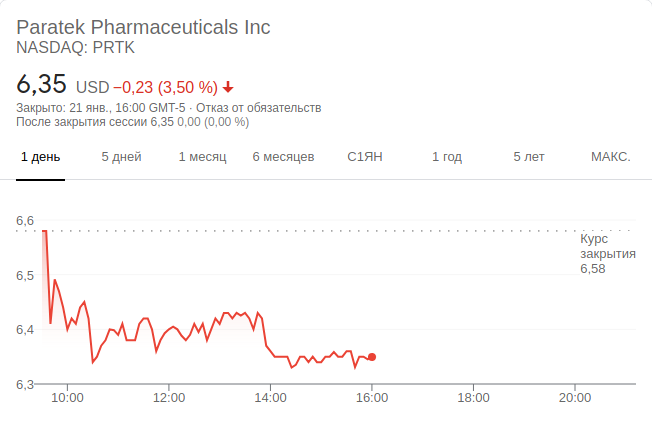 Paratek Pharmaceuticals Inc
NASDAQ: PRTK
6,35 USD −0,23 (3,50 %)
Закрыто: 21 янв., 16:00 GMT-5 · Отказ от обязательств
После закрытия сессии 6,35 0,00 (0,00 %)
1 день 5 дней 1 месяц 6 месяцев С1ЯН 1 год 5 лет МАКС.
6,6
Курс
закрытия
6,58
6,5
6,4
6,3
10:00 12:00 14:00 16:00 18:00 20:00